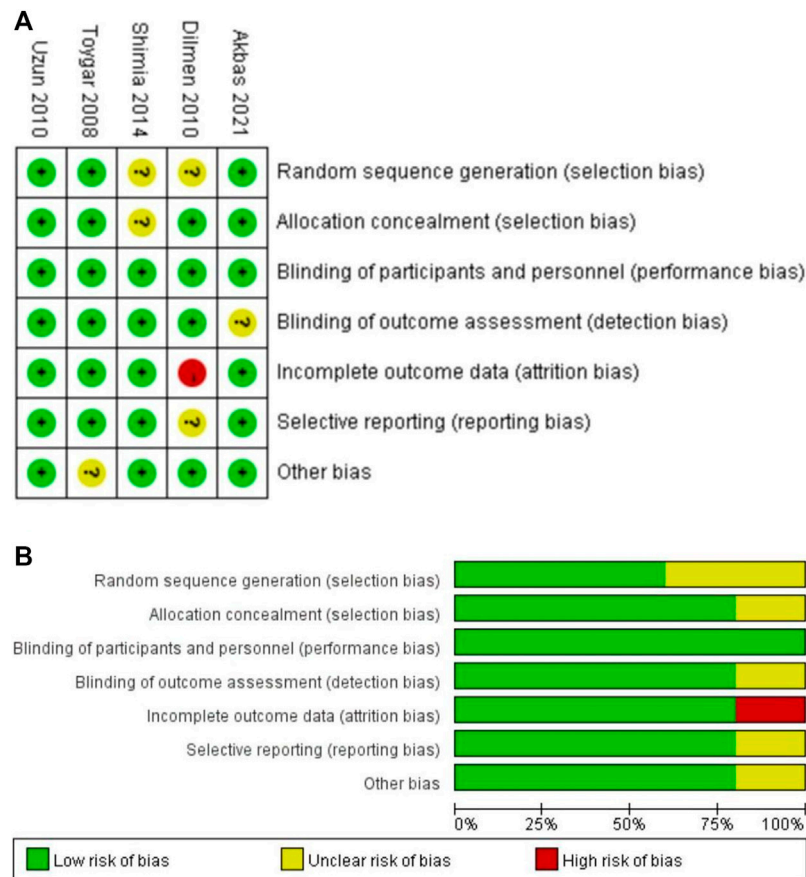 A
Uzun 2010
Toygar 2008
Shimia 2014
Dilmen 2010
Akbas 2021
+ + ? ? + Random sequence generation (selection bias)
+ + ? + + Allocation concealment (selection bias)
+ + + + + Blinding of participants and personnel (performance bias)
+ + + + ? Blinding of outcome assessment (detection bias)
+ + + - + Incomplete outcome data (attrition bias)
+ + + ? + Selective reporting (reporting bias)
+ ? + + + Other bias
B
Random sequence generation (selection bias)
Allocation concealment (selection bias)
Blinding of participants and personnel (performance bias)
Blinding of outcome assessment (detection bias)
Incomplete outcome data (attrition bias)
Selective reporting (reporting bias)
Other bias
0% 25% 50% 75% 100%
Low risk of bias Unclear risk of bias High risk of bias